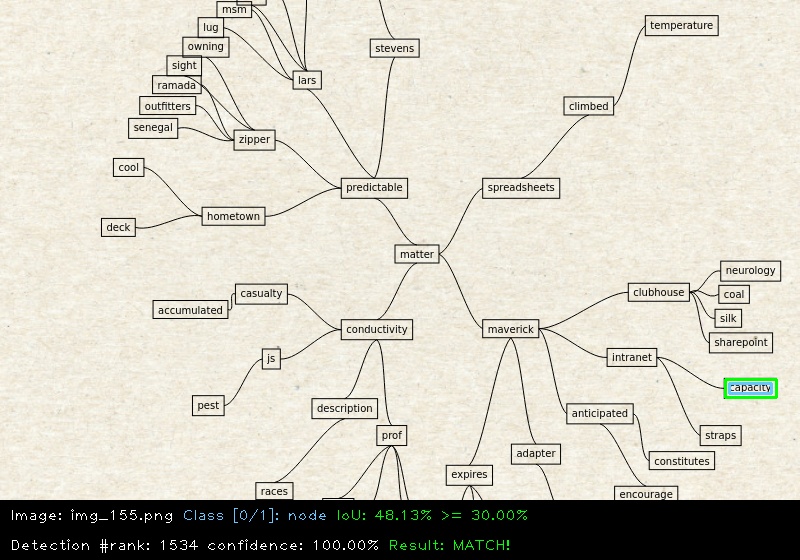 msm
temperature
lug
owning
stevens
sight
lars
ramada
outfitters
climbed
senegal
zipper
cool
predictable
spreadsheets
hometown
deck
matter
neurology
casualty
clubhouse
coal
accumulated
silk
conductivity
maverick
sharepoint
js
intranet
capacity
pest
description
anticipated
prof
straps
adapter
constitutes
expires
races
encourage
Image: img_155.png Class [0/1]: node IoU: 48.13% >= 30.00%
Detection #rank: 1534 confidence: 100.00% Result: MATCH!